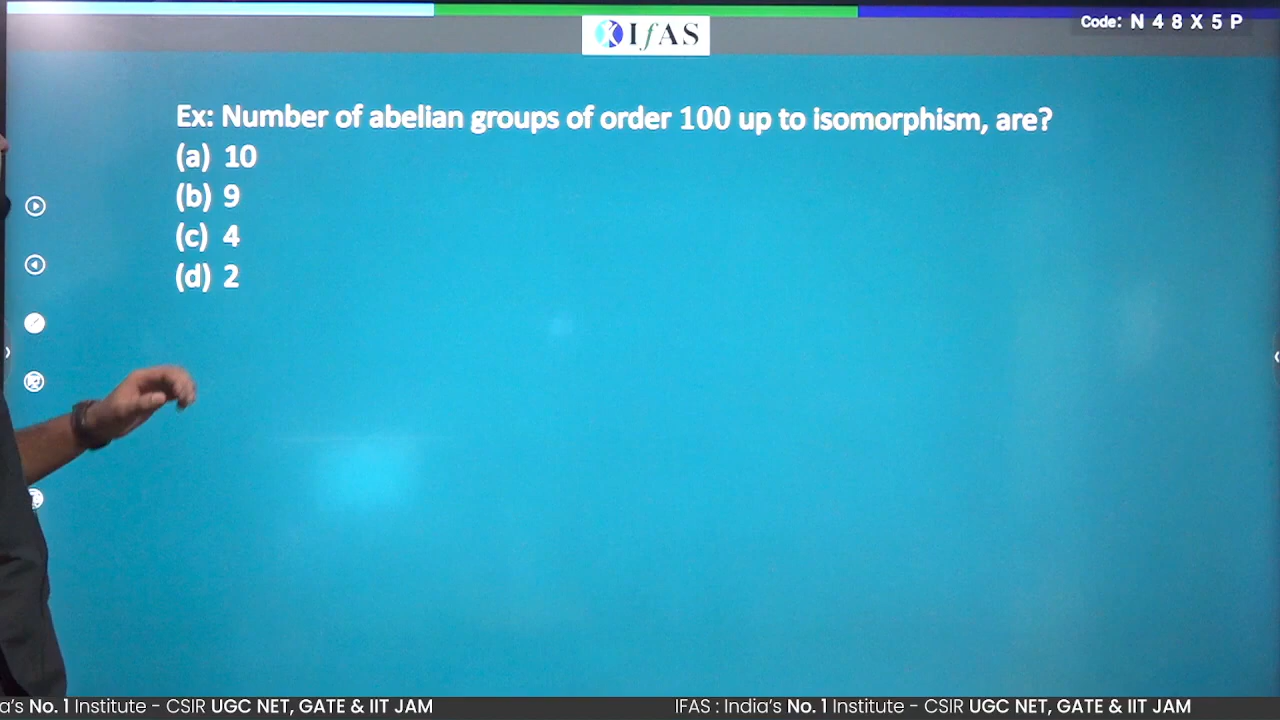 Code: N 4 8 X 5 P
IfAS
Ex: Number of abelian groups of order 100 up to isomorphism, are?
(a) 10
(b) 9
(c) 4
(d) 2
a's No. 1 Institute - CSIR UGC NET, GATE & IIT JAM
IFAS : India's No. 1 Institute - CSIR UGC NET, GATE & IIT JAM